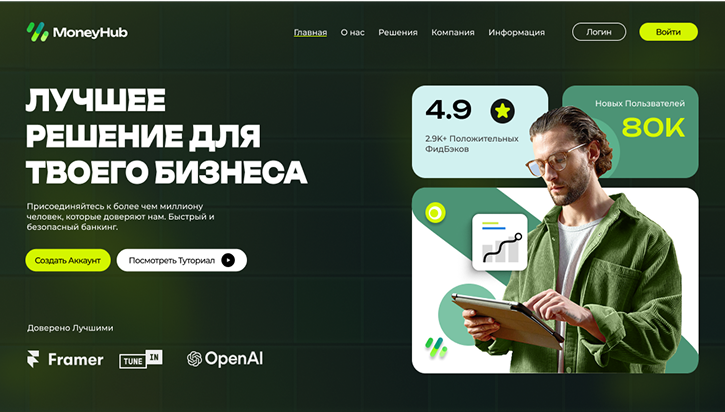 MoneyHub
Главная О нас Решения Компания Информация Логин Войти
ЛУЧШЕЕ
РЕШЕНИЕ ДЛЯ
ТВОЕГО БИЗНЕСА
Присоединяйтесь к более чем миллиону
человек, которые доверяют нам. Быстрый и
безопасный банкинг.
Создать Аккаунт Посмотреть Туториал
Доверено Лучшими
Framer TUNE IN OpenAI
4.9
2.9K+ Положительных
ФидБэков
Новых Пользвателей
80K